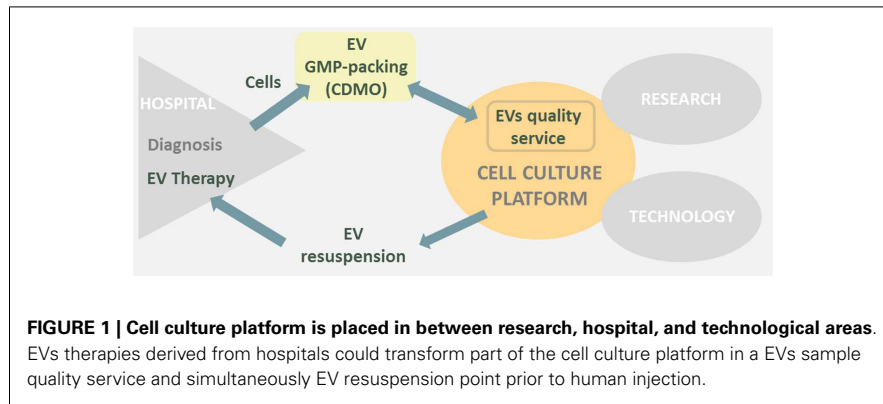 EV
GMP-packing
(CDMO)
Cells
HOSPITAL
Diagnosis
EV Therapy
EVs quality
service
CELL CULTURE
PLATFORM
RESEARCH
TECHNOLOGY
EV
resuspension
FIGURE 1 | Cell culture platform is placed in between research, hospital, and technological areas.
EVs therapies derived from hospitals could transform part of the cell culture platform in a EVs sample
quality service and simultaneously EV resuspension point prior to human injection.